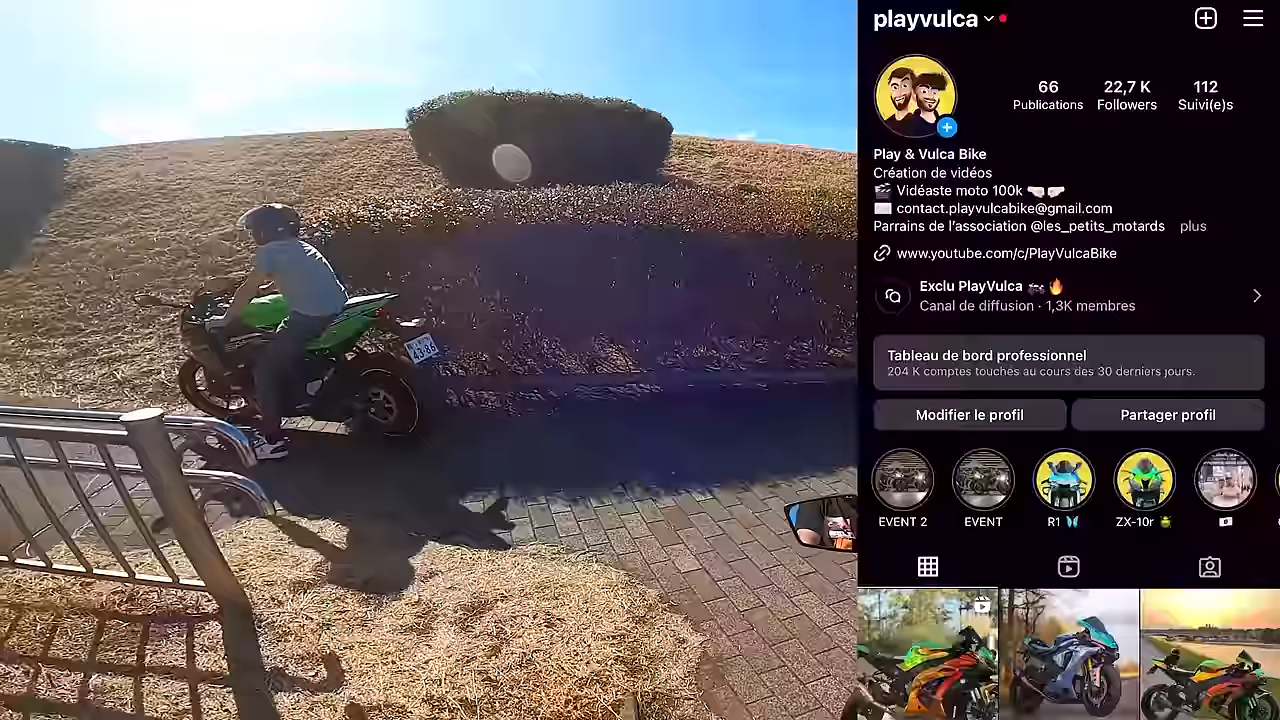 playvulca
66
22,7 K
112
Publications
Followers
Suivi(e)s
Play & Vulca Bike
Création de vidéos
🎬 Vidéaste moto 100k 🤜🏻🤛🏻
✉️ contact.playvulcabike@gmail.com
Parrains de l'association @les_petits_motards plus
www.youtube.com/c/PlayVulcaBike
Exclu PlayVulca 🏍️ 🔥
Canal de diffusion · 1,3K membres
Tableau de bord professionnel
204 K comptes touchés au cours des 30 derniers jours.
Modifier le profil
Partager profil
EVENT 2
EVENT
R1 🦋
ZX-10r
43-86